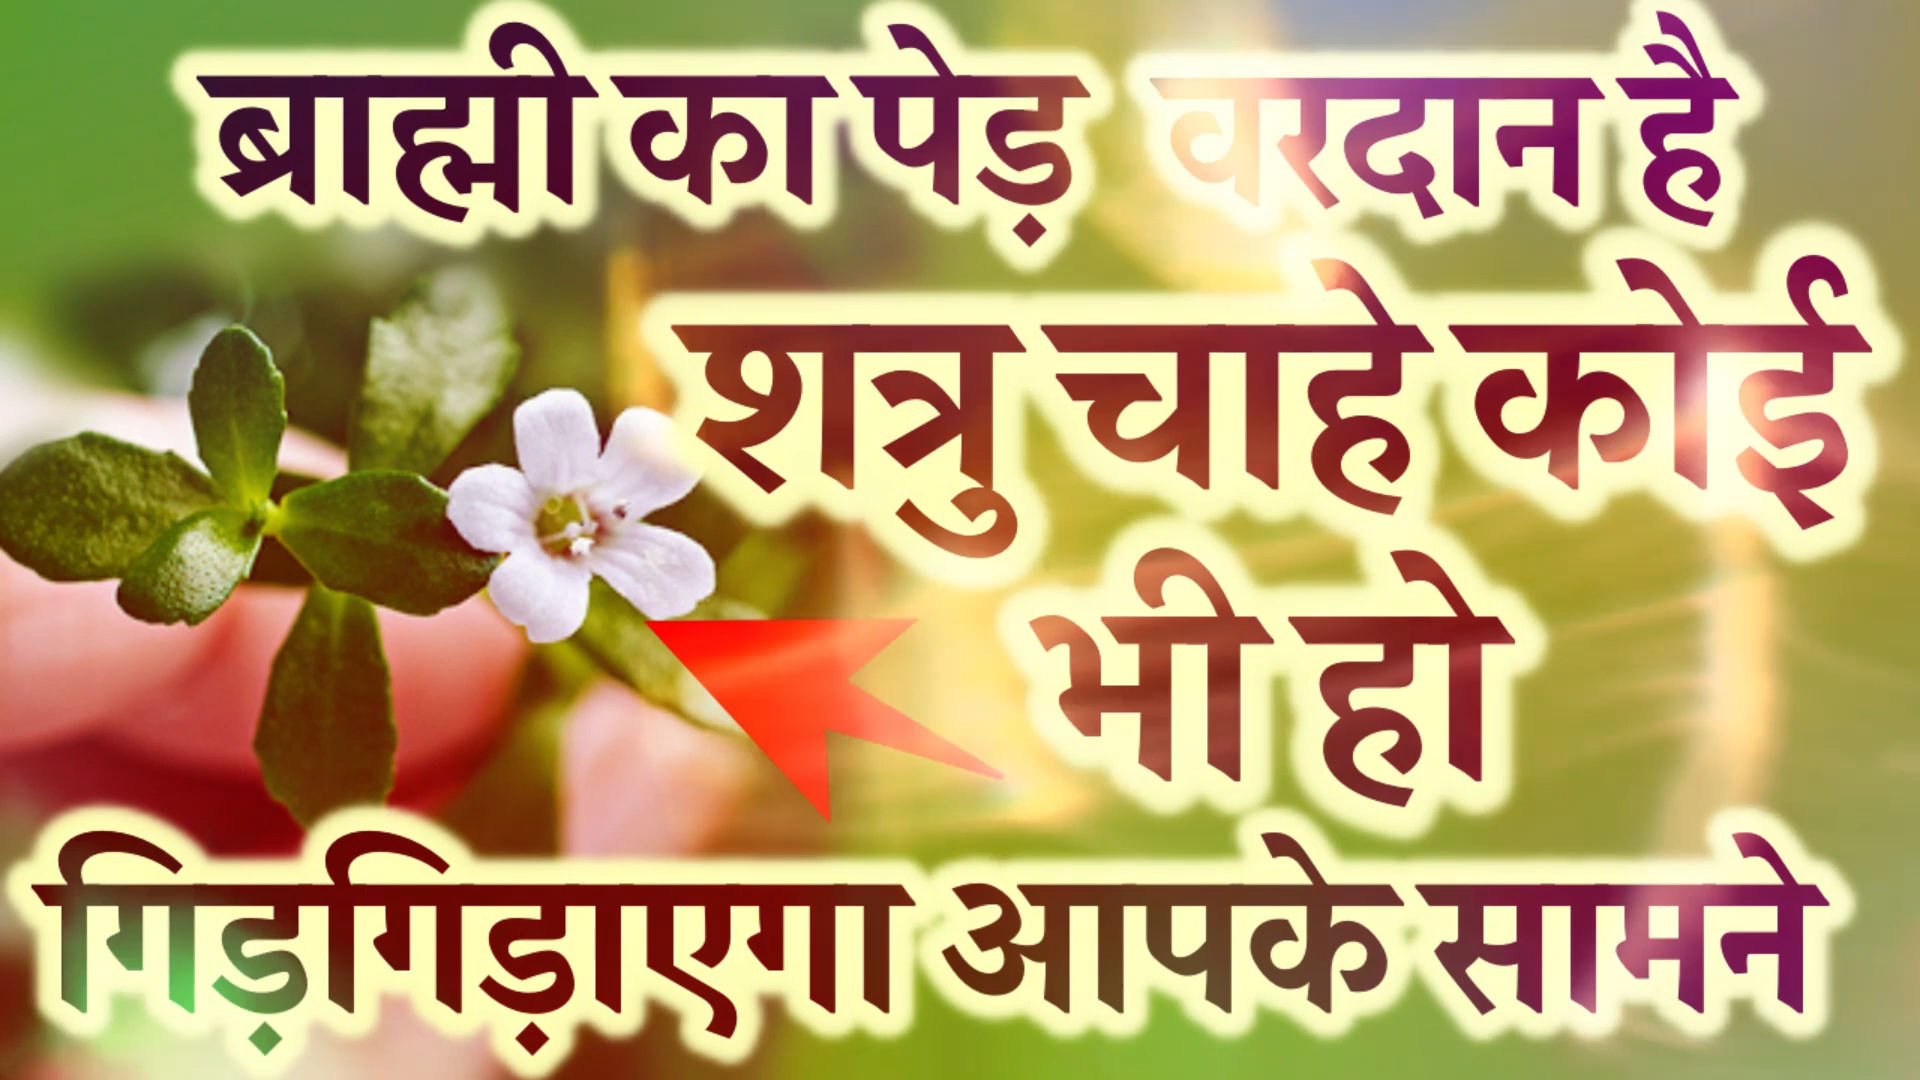 ब्राह्मी का पेड़ वरदान है
शत्रु चाहे कोई
भी हो
गिड़गिड़ाएगा आपके सामने